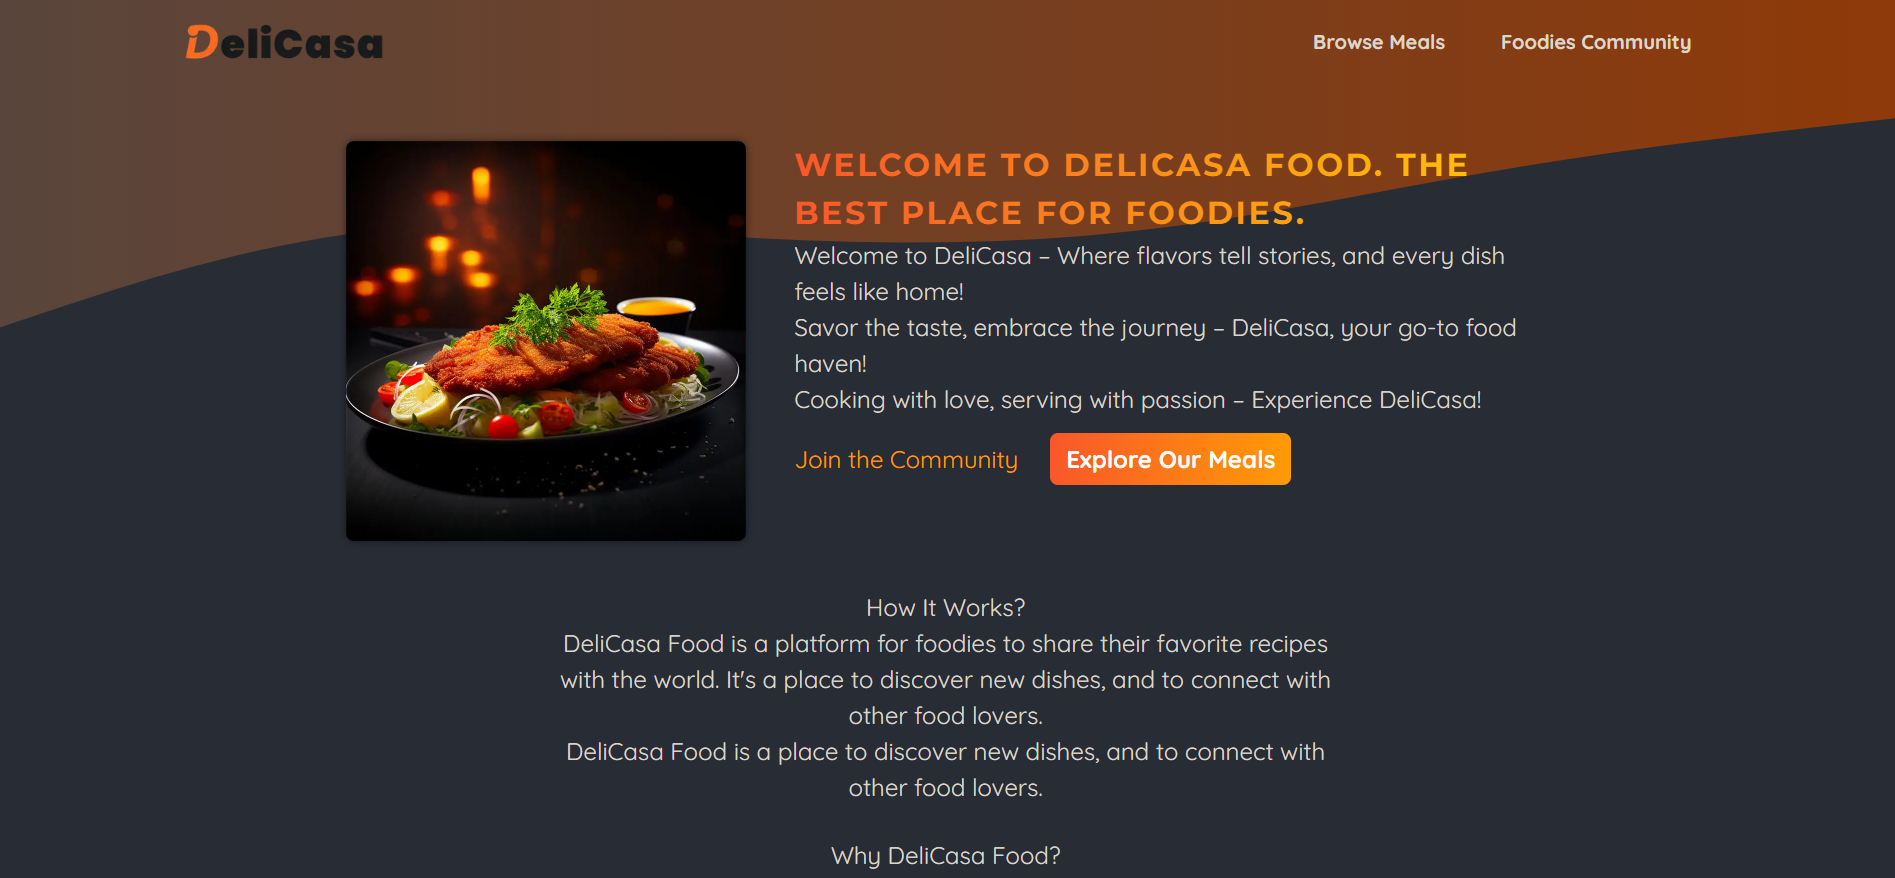 DeliCasa
Browse Meals
Foodies Community
WELCOME TO DELICASA FOOD. THE
BEST PLACE FOR FOODIES.
Welcome to DeliCasa – Where flavors tell stories, and every dish
feels like home!
Savor the taste, embrace the journey – DeliCasa, your go-to food
haven!
Cooking with love, serving with passion – Experience DeliCasa!
Join the Community
Explore Our Meals
How It Works?
DeliCasa Food is a platform for foodies to share their favorite recipes
with the world. It's a place to discover new dishes, and to connect with
other food lovers.
DeliCasa Food is a place to discover new dishes, and to connect with
other food lovers.
Why DeliCasa Food?